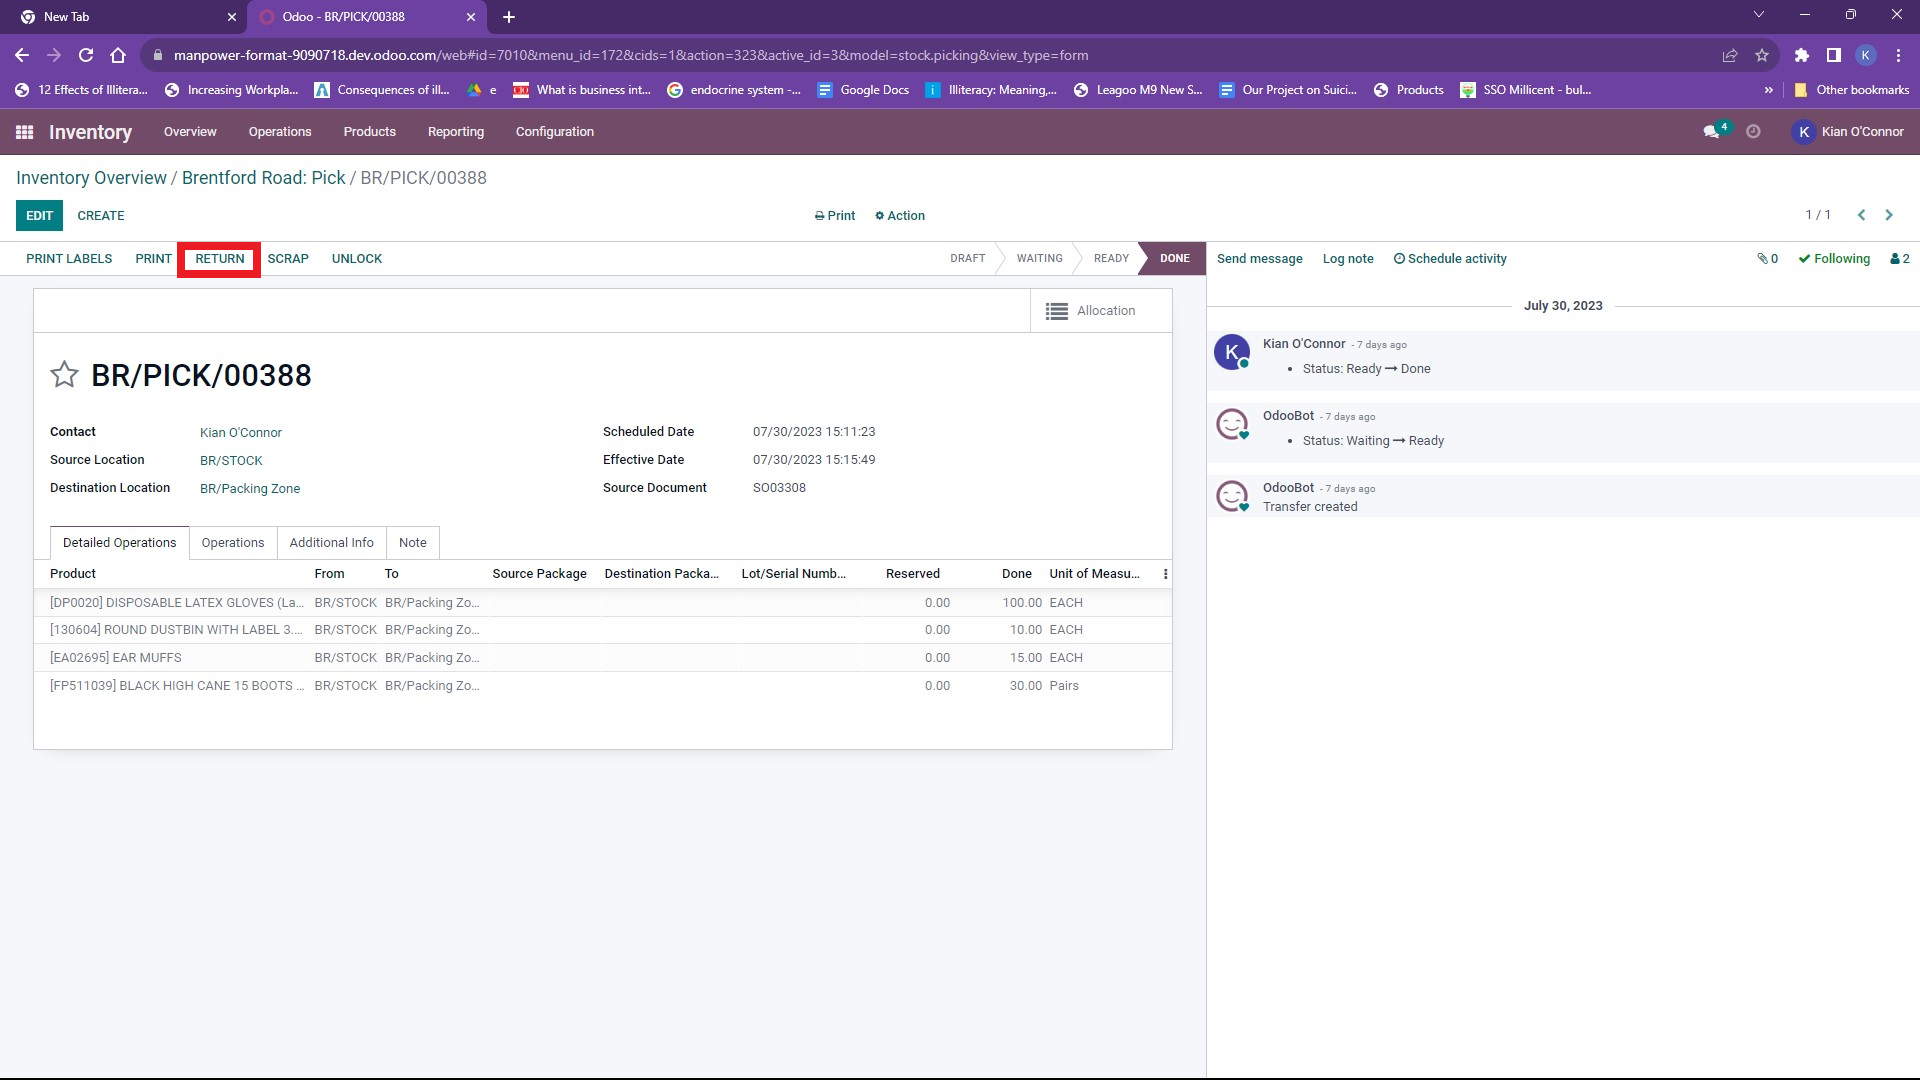 New Tab
Odoo - BR/PICK/00388
manpower-format-9090718.dev.odoo.com/web#id=7010&menu_id=172&cids=1&action=323&active_id=3&model=stock.picking&view_type=form
K
12 Effects of Illitera... Increasing Workpla... Consequences of ill... e CIO What is business int... endocrine system -... Google Docs i Illiteracy: Meaning,... Leagoo M9 New S... Our Project on Suici... Products SSO Millicent - bul... » Other bookmarks
Inventory Overview Operations Products Reporting Configuration 4 K Kian O'Connor
Inventory Overview / Brentford Road: Pick / BR/PICK/00388
EDIT CREATE Print Action 1 / 1
PRINT LABELS PRINT RETURN SCRAP UNLOCK DRAFT WAITING READY DONE
Send message Log note Schedule activity 0 Following 2
Allocation
BR/PICK/00388
Contact Kian O'Connor
Source Location BR/STOCK
Destination Location BR/Packing Zone
Scheduled Date 07/30/2023 15:11:23
Effective Date 07/30/2023 15:15:49
Source Document SO03308
Detailed Operations Operations Additional Info Note
Product From To Source Package Destination Packa... Lot/Serial Numb... Reserved Done Unit of Measu...
[DP0020] DISPOSABLE LATEX GLOVES (La... BR/STOCK BR/Packing Zo... 0.00 100.00 EACH
[130604] ROUND DUSTBIN WITH LABEL 3.... BR/STOCK BR/Packing Zo... 0.00 10.00 EACH
[EA02695] EAR MUFFS BR/STOCK BR/Packing Zo... 0.00 15.00 EACH
[FP511039] BLACK HIGH CANE 15 BOOTS ... BR/STOCK BR/Packing Zo... 0.00 30.00 Pairs
July 30, 2023
K
Kian O'Connor - 7 days ago
• Status: Ready → Done
OdooBot - 7 days ago
• Status: Waiting → Ready
OdooBot - 7 days ago
Transfer created